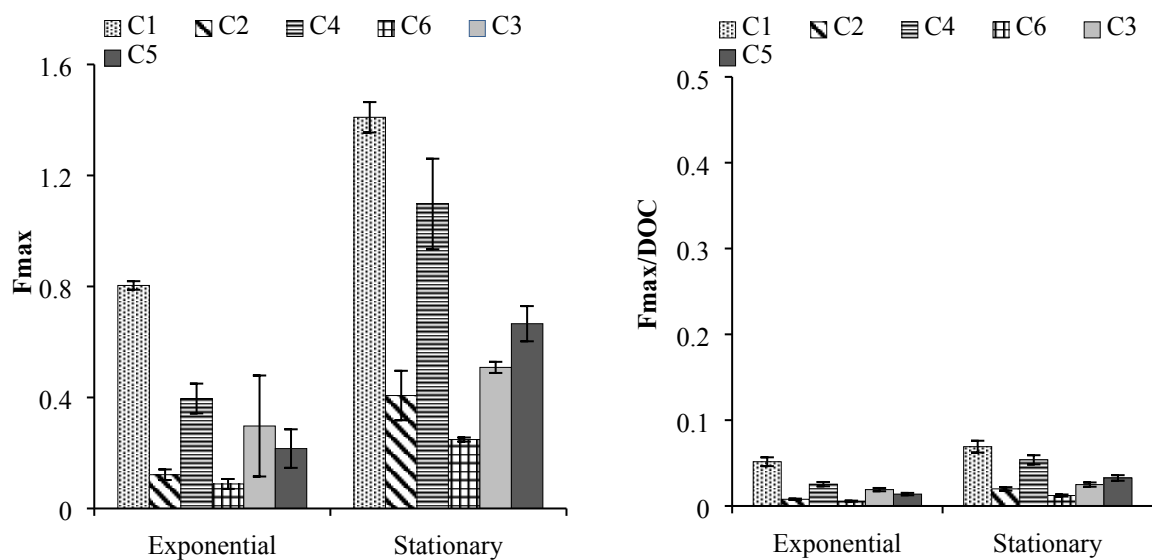 C1 C2 C4 C6 C3
C5
1.6
1.2
0.8
0.4
0
Fmax
Exponential Stationary
C1 C2 C4 C6 C3
C5
0.5
0.4
0.3
0.2
0.1
0
Fmax/DOC
Exponential Stationary